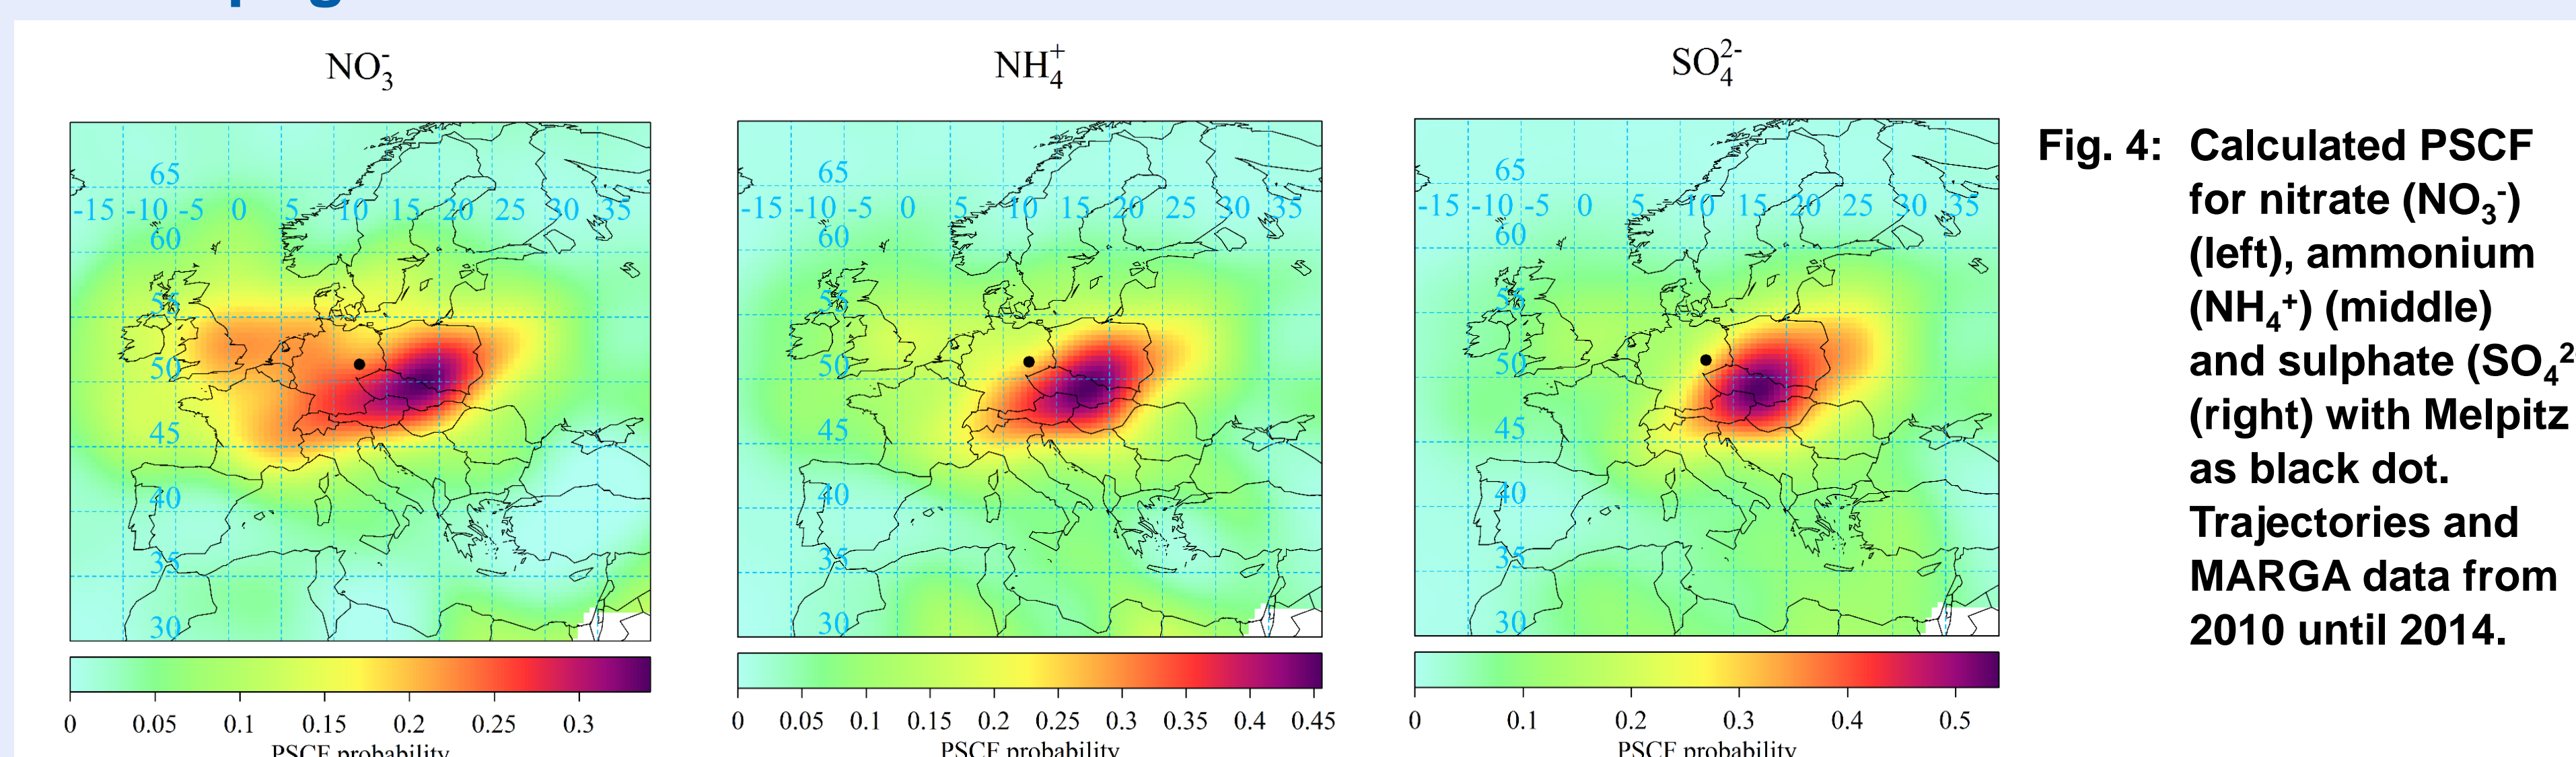 NO₃⁻
NH₄⁺
SO₄²⁻
65
-15 -10 -5 0 5 10 15 20 25 30 35
60
55
50
45
40
35
30
65
-15 -10 -5 0 5 10 15 20 25 30 35
60
55
50
45
40
35
30
65
-15 -10 -5 0 5 10 15 20 25 30 35
60
55
50
45
40
35
30
0 0.05 0.1 0.15 0.2 0.25 0.3
PSCF probability
0 0.05 0.1 0.15 0.2 0.25 0.3 0.35 0.4 0.45
PSCF probability
0 0.1 0.2 0.3 0.4 0.5
PSCF probability
Fig. 4: Calculated PSCF
for nitrate (NO₃⁻)
(left), ammonium
(NH₄⁺) (middle)
and sulphate (SO₄²
(right) with Melpitz
as black dot.
Trajectories and
MARGA data from
2010 until 2014.